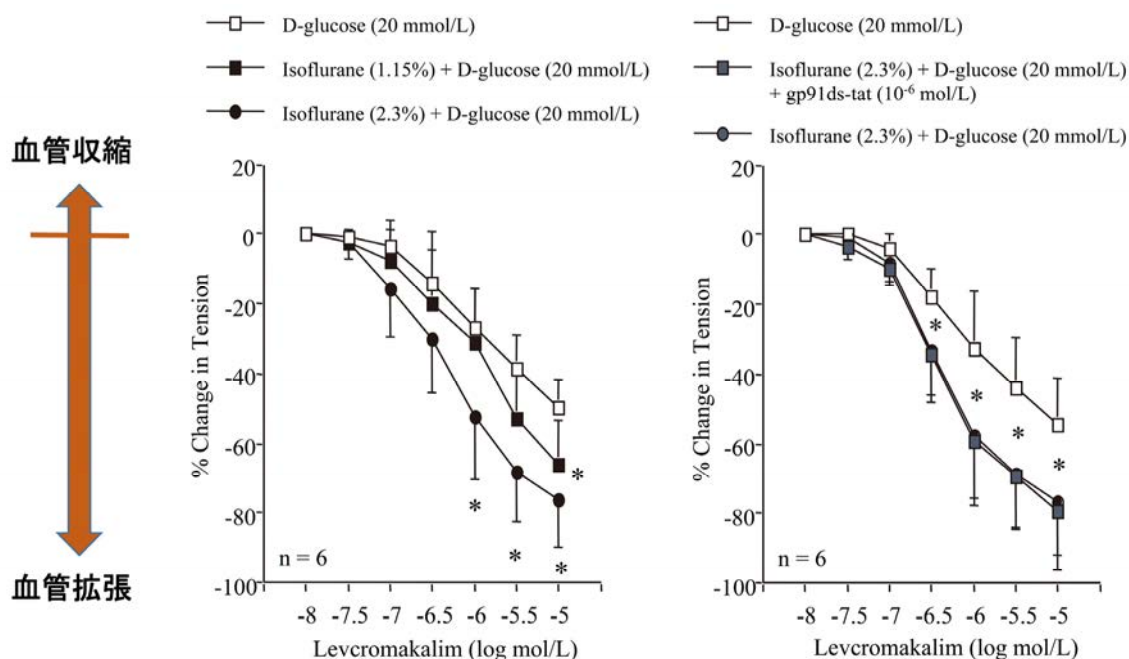 D-glucose (20 mmol/L)
Isoflurane (1.15%) + D-glucose (20 mmol/L)
Isoflurane (2.3%) + D-glucose (20 mmol/L)
D-glucose (20 mmol/L)
Isoflurane (2.3%) + D-glucose (20 mmol/L)
+ gp91ds-tat (10⁻⁶ mol/L)
Isoflurane (2.3%) + D-glucose (20 mmol/L)
血管収縮
血管拡張
% Change in Tension
20
0
-20
-40
-60
-80
-100
*
*
*
*
n = 6
-8 -7.5 -7 -6.5 -6 -5.5 -5
Levcromakalim (log mol/L)
% Change in Tension
20
0
-20
-40
-60
-80
-100
*
*
*
*
n = 6
-8 -7.5 -7 -6.5 -6 -5.5 -5
Levcromakalim (log mol/L)